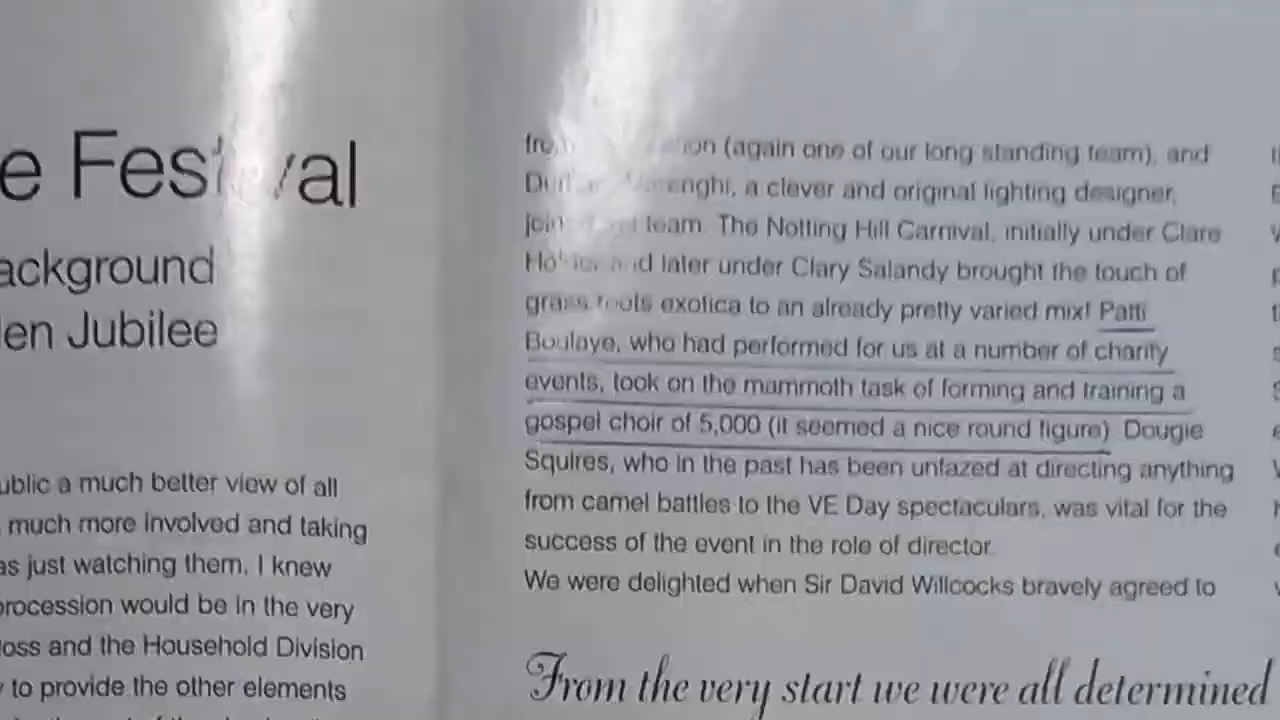 e Festival
ackground
len Jubilee
ublic a much better view of all
much more involved and taking
as just watching them. I knew
procession would be in the very
oss and the Household Division
to provide the other elements
(again one of our long standing team), and
a clever and original lighting designer,
team. The Notting Hill Carnival, initially under Clare
and later under Clary Salandy brought the touch of
grass roots exotica to an already pretty varied mix! Patti
Boulaye, who had performed for us at a number of charity
events, took on the mammoth task of forming and training a
gospel choir of 5,000 (it seemed a nice round figure). Dougie
Squires, who in the past has been unfazed at directing anything
from camel battles to the VE Day spectaculars, was vital for the
success of the event in the role of director.
We were delighted when Sir David Willcocks bravely agreed to
From the very start we were all determined